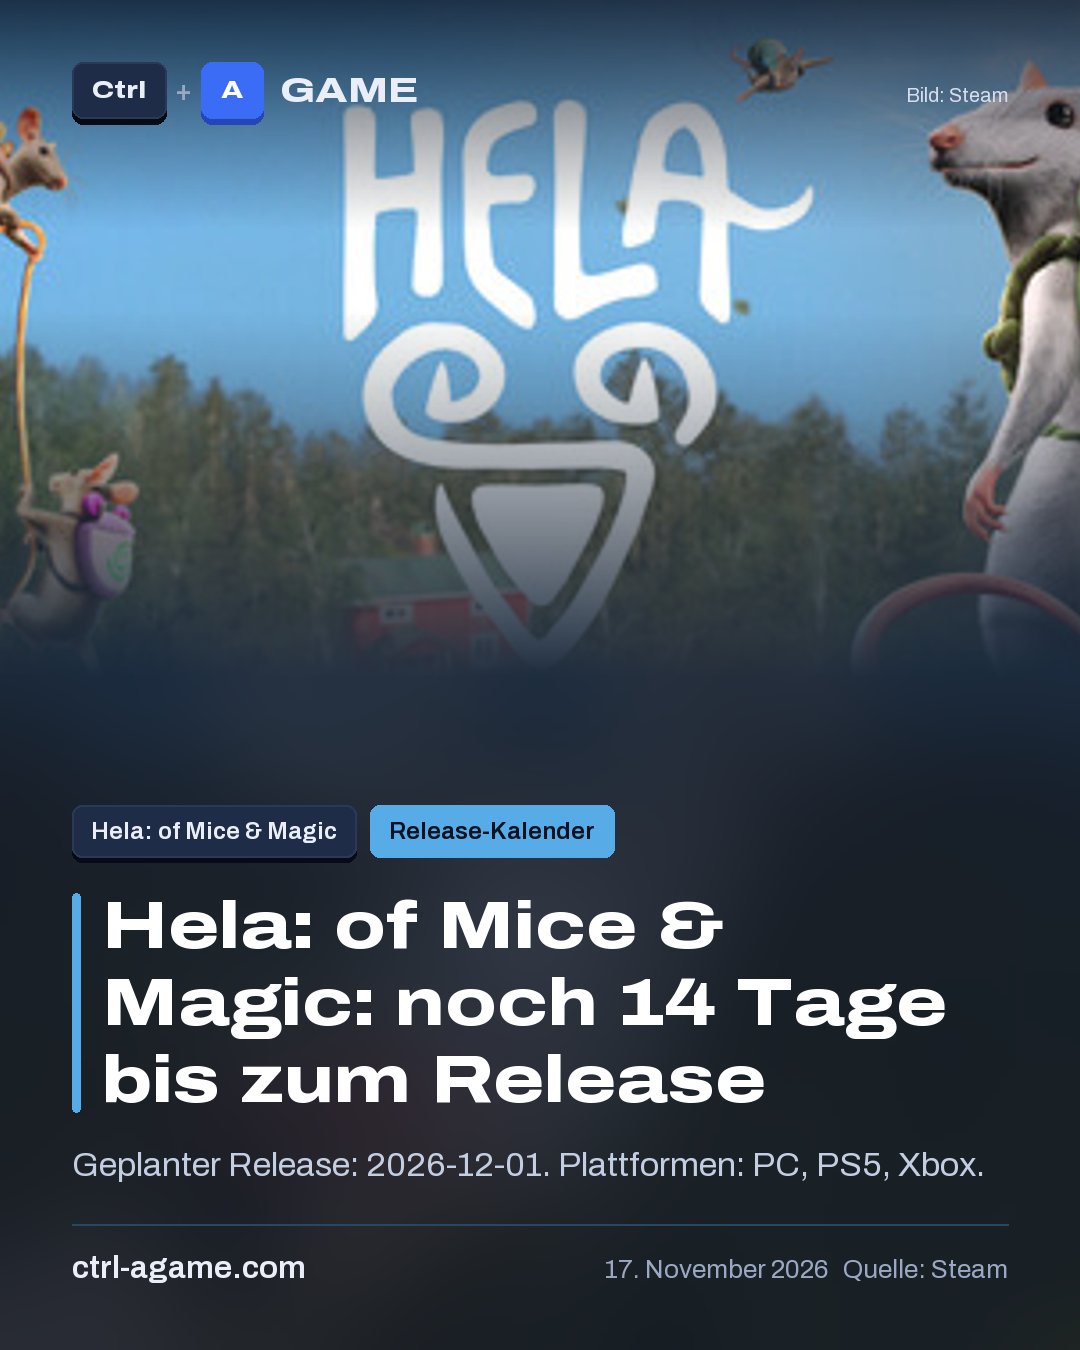 Ctrl + A GAME
Bild: Steam
HELA
Hela: of Mice & Magic
Release-Kalender
Hela: of Mice &
Magic: noch 14 Tage
bis zum Release
Geplanter Release: 2026-12-01. Plattformen: PC, PS5, Xbox.
ctrl-agame.com
17. November 2026 Quelle: Steam